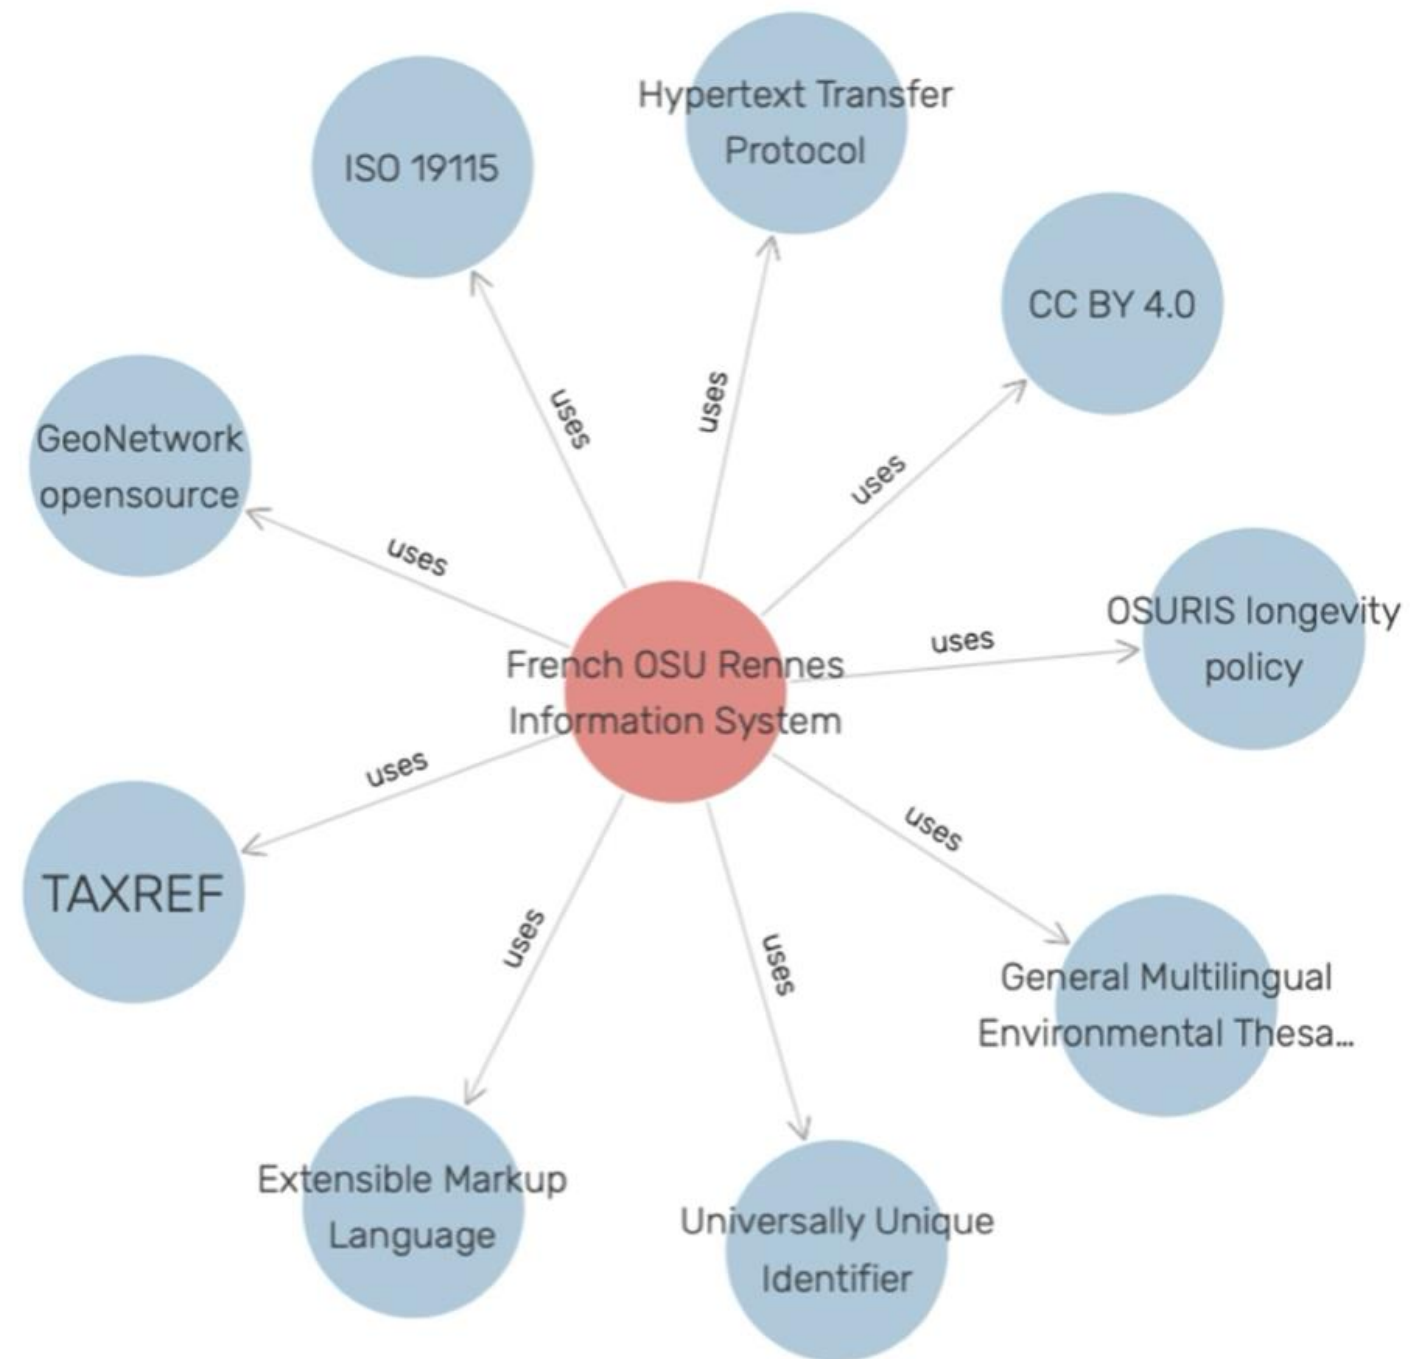 Hypertext Transfer
Protocol
ISO 19115
CC BY 4.0
uses
uses
uses
GeoNetwork
opensource
uses
OSURIS longevity
policy
uses
French OSU Rennes
Information System
uses
uses
TAXREF
uses
uses
General Multilingual
Environmental Thesa...
Extensible Markup
Language
Universally Unique
Identifier